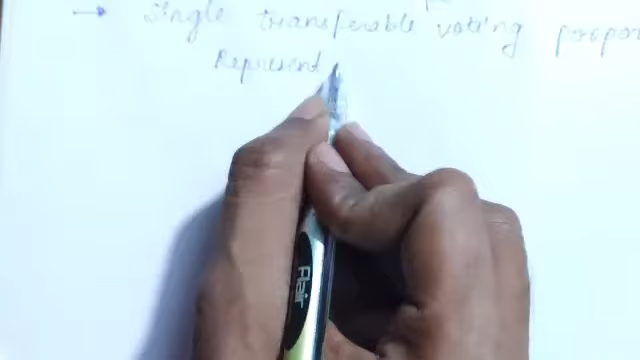 → Single transferable voting propor
Represent
Flair